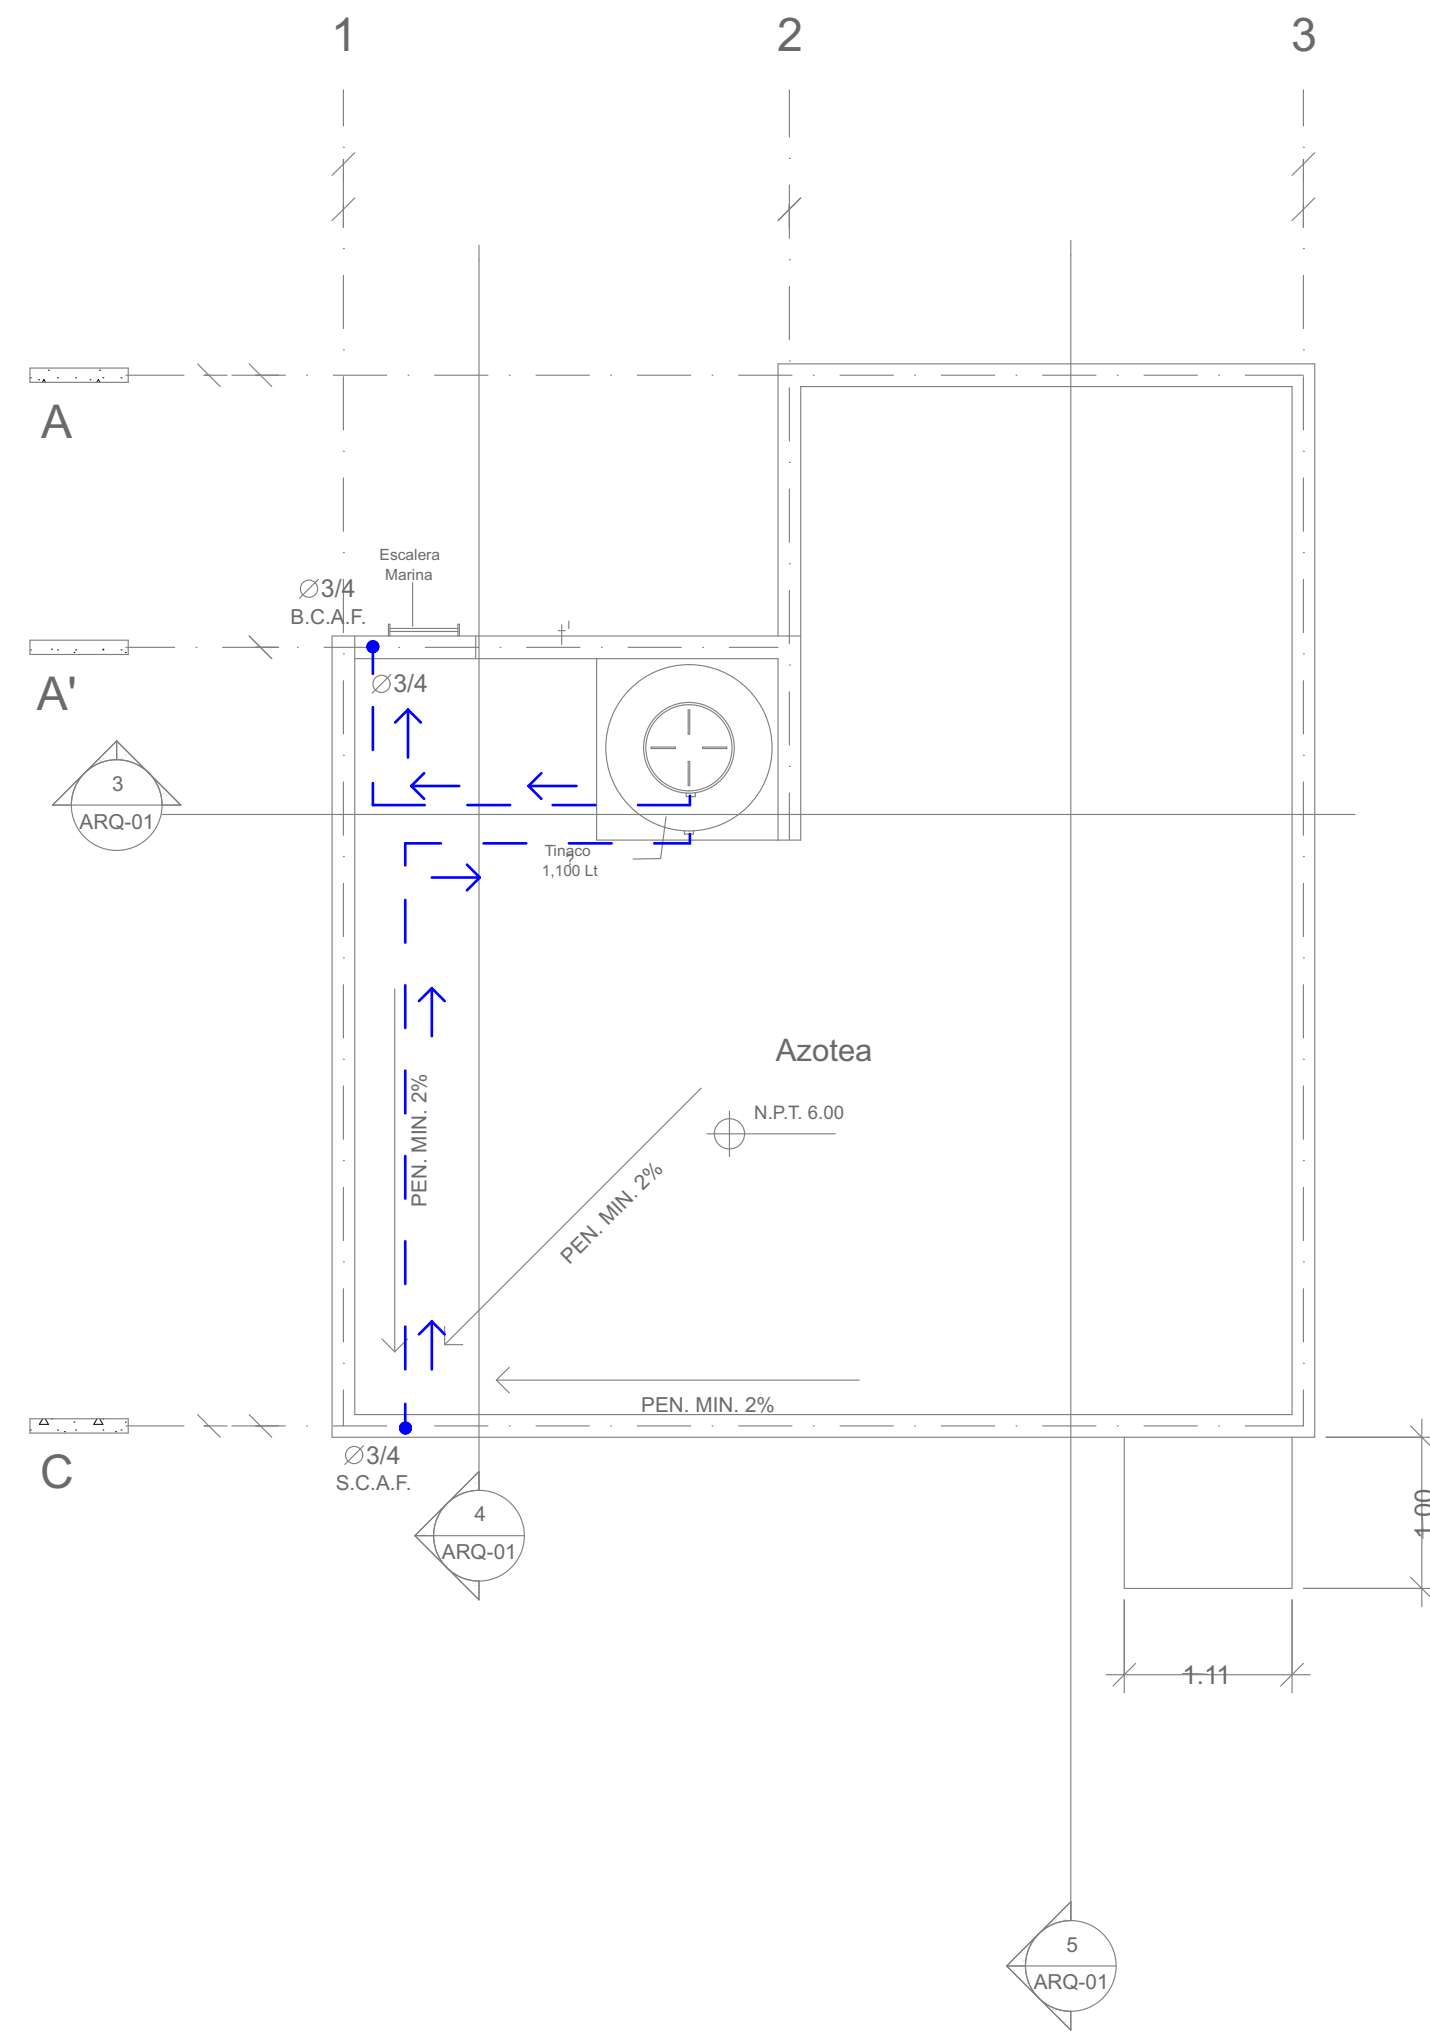 1
2
3
A
Escalera
Marina
∅3/4
B.C.A.F.
A'
∅3/4
3
ARQ-01
Tinaco
1,100 Lt
Azotea
N.P.T. 6.00
PEN. MIN. 2%
PEN. MIN. 2%
PEN. MIN. 2%
C
∅3/4
S.C.A.F.
4
ARQ-01
1.00
1.11
5
ARQ-01